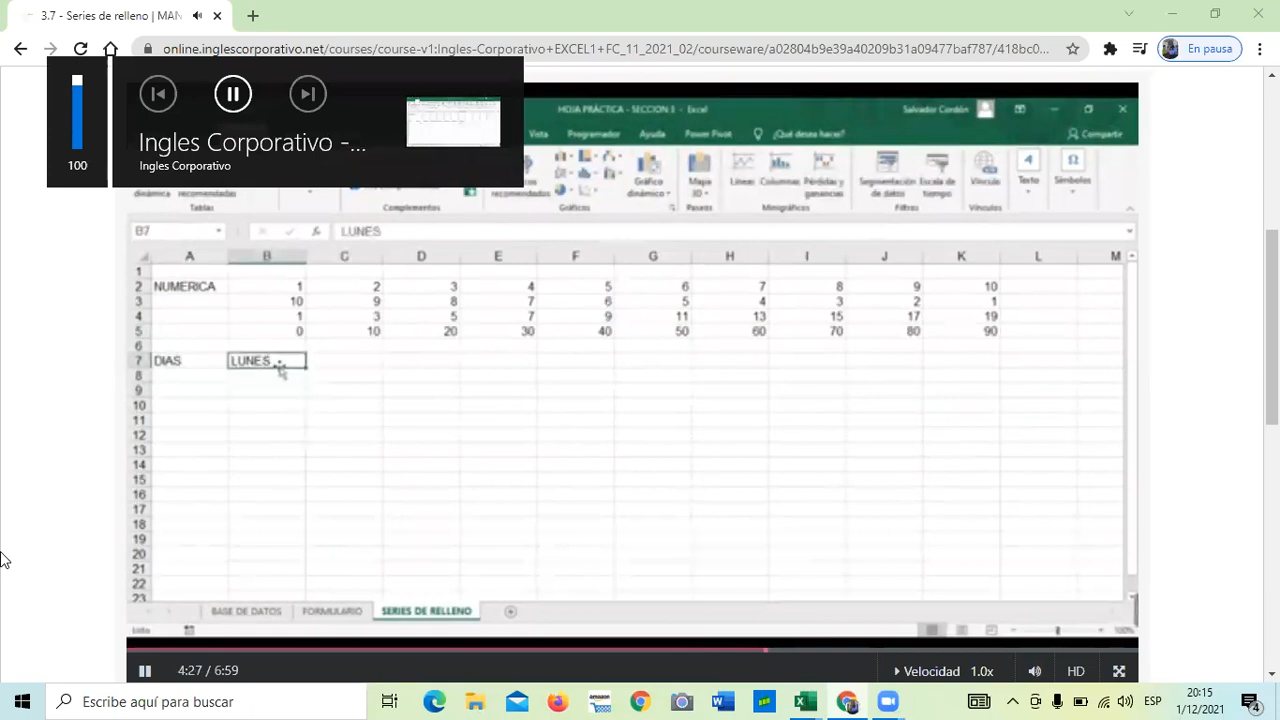 3.7 - Series de relleno | MAN
online.inglescorporativo.net/courses/course-v1:Ingles-Corporativo+EXCEL1+FC_11_2021_02/courseware/a02804b9e39a40209b31a09477baf787/418bc0...
En pausa
100
Ingles Corporativo -...
Ingles Corporativo
HOJA PRÁCTICA - SECCION 3 - Excel
Salvador Cordón
Vista Programador Ayuda Power Pivot ¿Qué desea hacer? Compartir
dinámica recomendadas
recomendados
Gráfico dinámico
Mapa 3D
Líneas Columnas Pérdidas y ganancias
Segmentación de datos
Escala de tiempo
Vínculo
Texto
Símbolos
Tablas Complementos Gráficos Paseos Minigráficos Filtros Vínculos
B7 fx LUNES
A B C D E F G H I J K L M
1
2 NUMERICA 1 2 3 4 5 6 7 8 9 10
3 10 9 8 7 6 5 4 3 2 1
4 1 3 5 7 9 11 13 15 17 19
5 0 10 20 30 40 50 60 70 80 90
6
7 DIAS LUNES
8
9
10
11
12
13
14
15
16
17
18
19
20
21
22
23
BASE DE DATOS FORMULARIO SERIES DE RELLENO
Listo
100%
4:27 / 6:59
Velocidad 1.0x
HD
Escribe aquí para buscar
amazon
ESP
20:15
1/12/2021
4